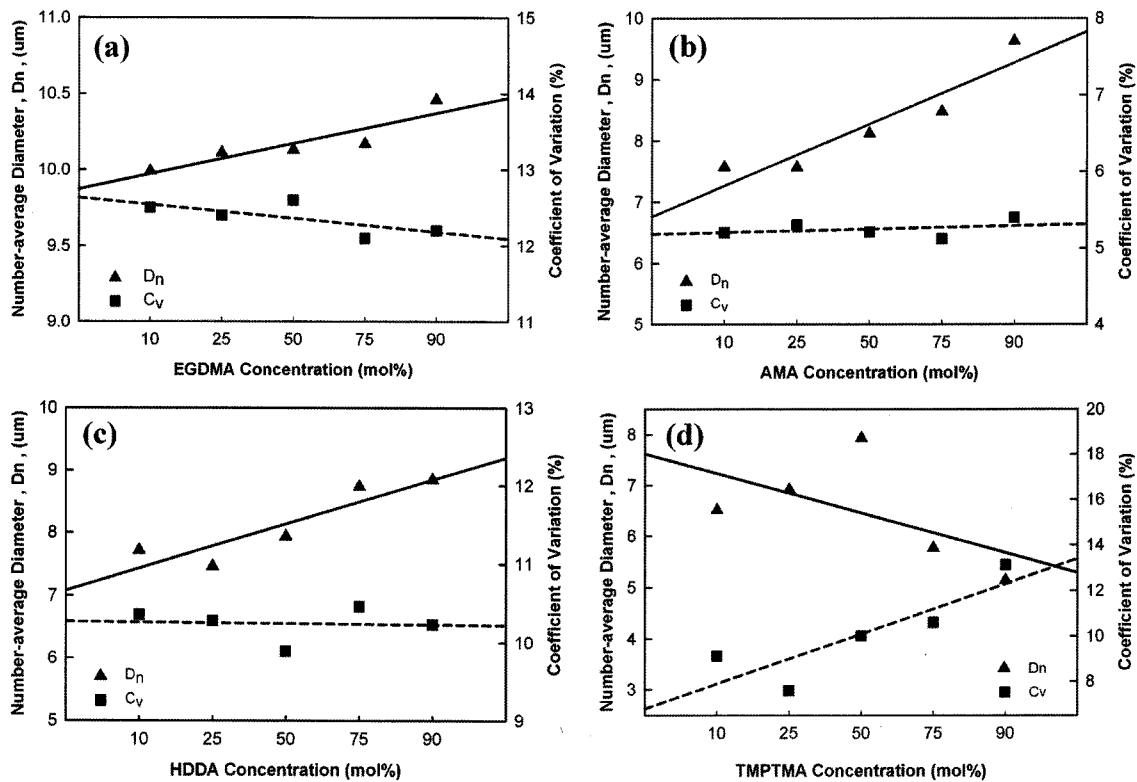 (a)
Number-average Diameter , Dn , (um)
11.0
10.5
10.0
9.5
9.0
15
14
13
12
11
Coefficient of Variation (%)
Dn
Cv
10 25 50 75 90
EGDMA Concentration (mol%)
(b)
Number-average Diameter , Dn , (um)
10
9
8
7
6
5
8
7
6
5
4
Coefficient of Variation (%)
Dn
Cv
10 25 50 75 90
AMA Concentration (mol%)
(c)
Number-average Diameter , Dn , (um)
10
9
8
7
6
5
13
12
11
10
9
Coefficient of Variation (%)
Dn
Cv
10 25 50 75 90
HDDA Concentration (mol%)
(d)
Number-average Diameter, Dn , (um)
8
7
6
5
4
3
20
18
16
14
12
10
8
Coefficient of Variation (%)
Dn
Cv
10 25 50 75 90
TMPTMA Concentration (mol%)